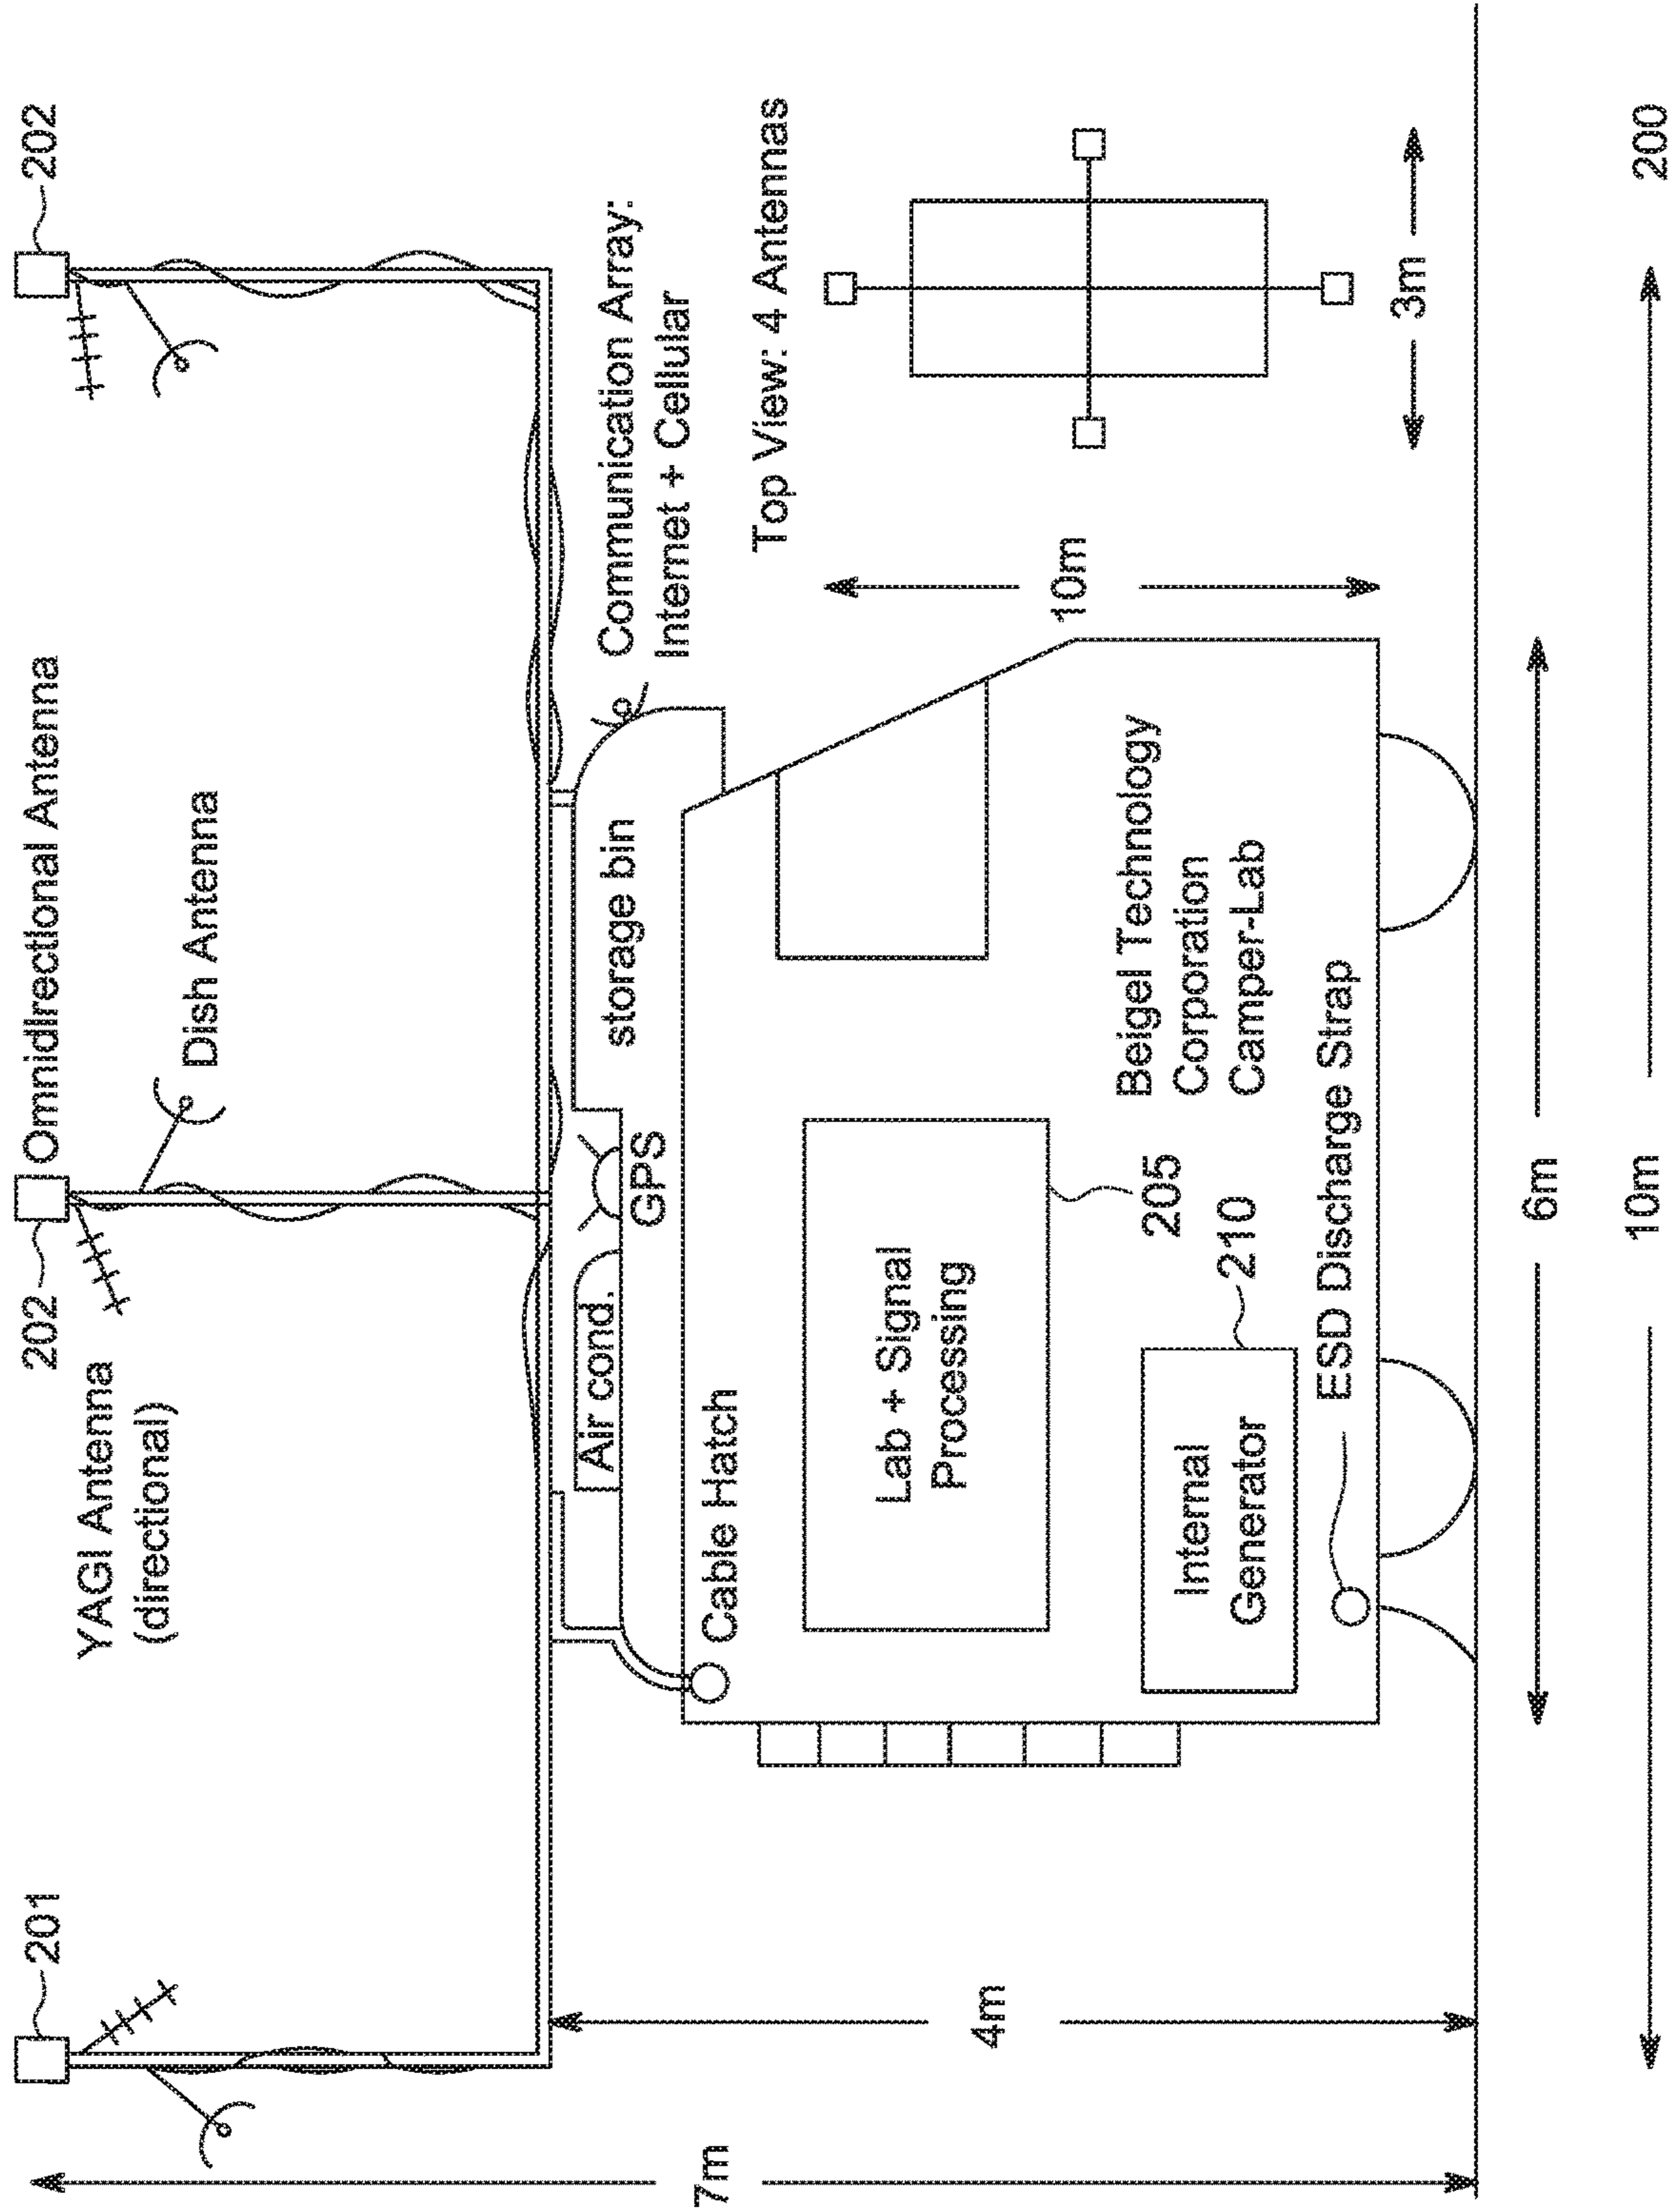 201
202
Omnidirectional Antenna
202
YAGI Antenna
(directional)
Dish Antenna
Communication Array:
Internet + Cellular
Air cond.
GPS
storage bin
Cable Hatch
Top View: 4 Antennas
Lab + Signal
Processing
205
Beigel Technology
Corporation
Camper-Lab
Internal
Generator
210
ESD Discharge Strap
10m
3m
7m
4m
6m
10m
200